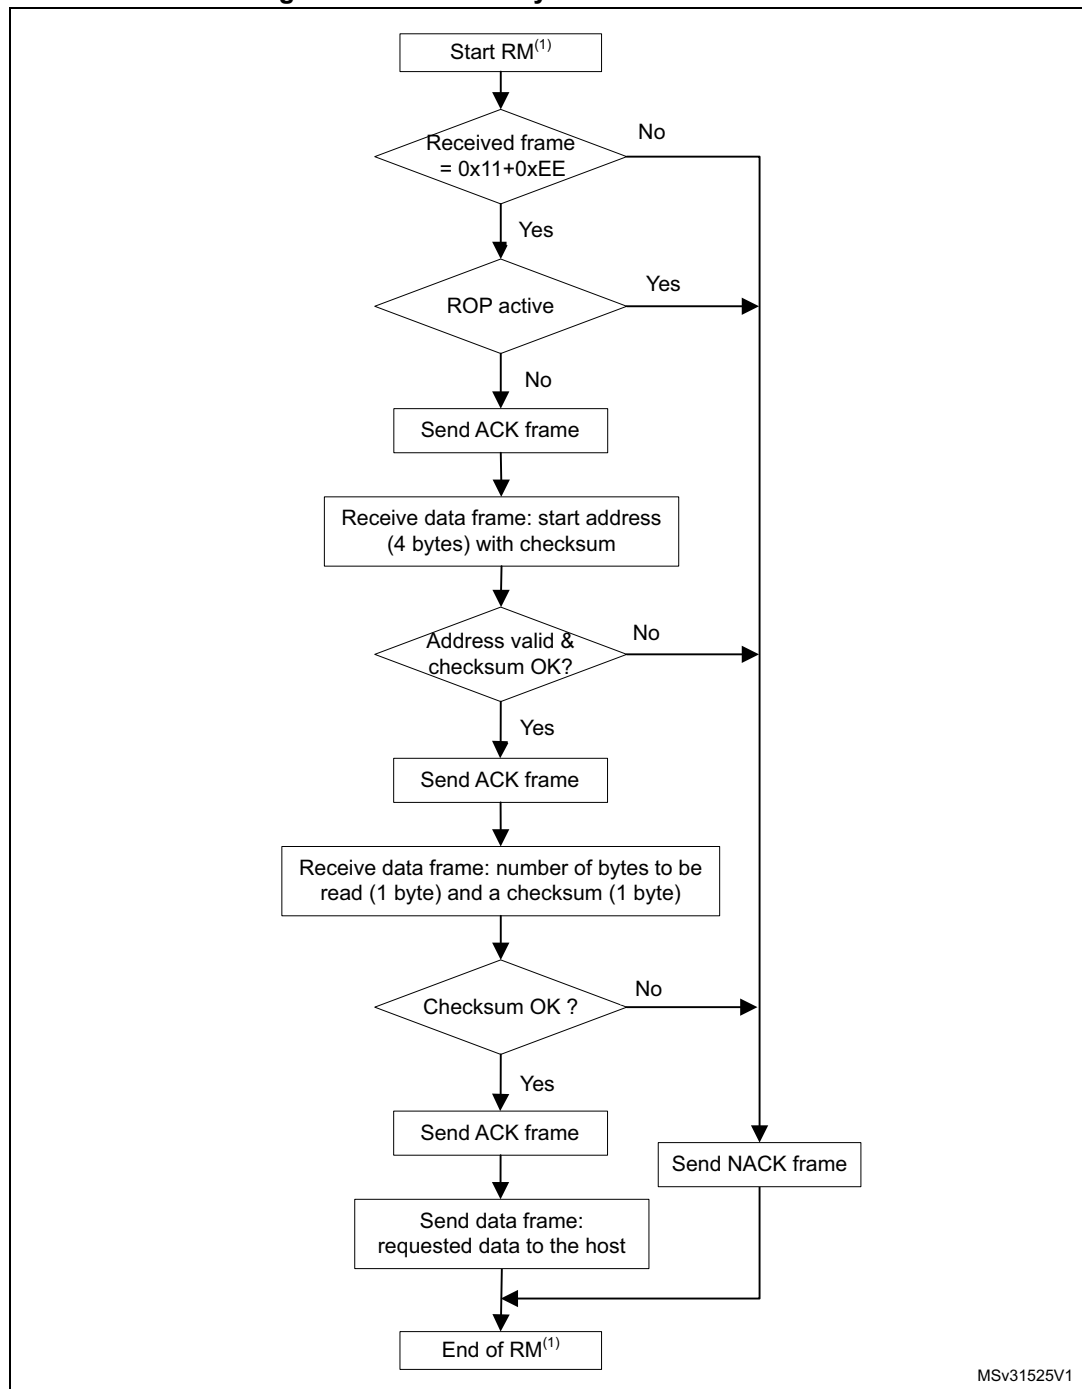 Start RM(1)
Received frame
= 0x11+0xEE
No
Yes
ROP active
Yes
No
Send ACK frame
Receive data frame: start address
(4 bytes) with checksum
Address valid &
checksum OK?
No
Yes
Send ACK frame
Receive data frame: number of bytes to be
read (1 byte) and a checksum (1 byte)
Checksum OK ?
No
Yes
Send ACK frame
Send NACK frame
Send data frame:
requested data to the host
End of RM(1)
MSv31525V1